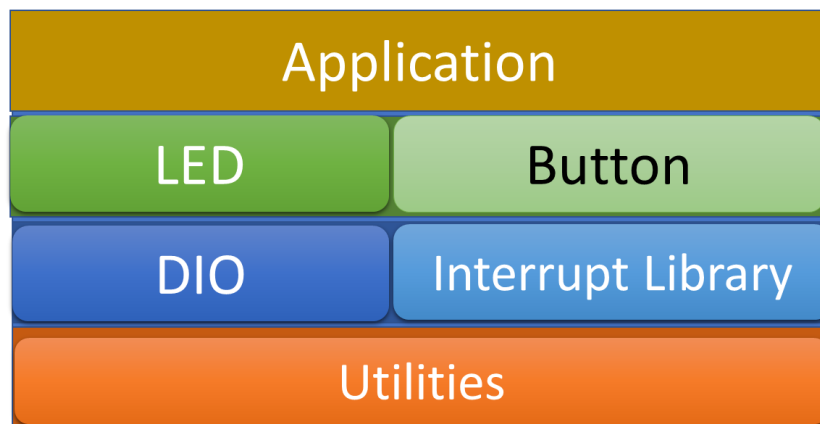 Application
LED
Button
DIO
Interrupt Library
Utilities